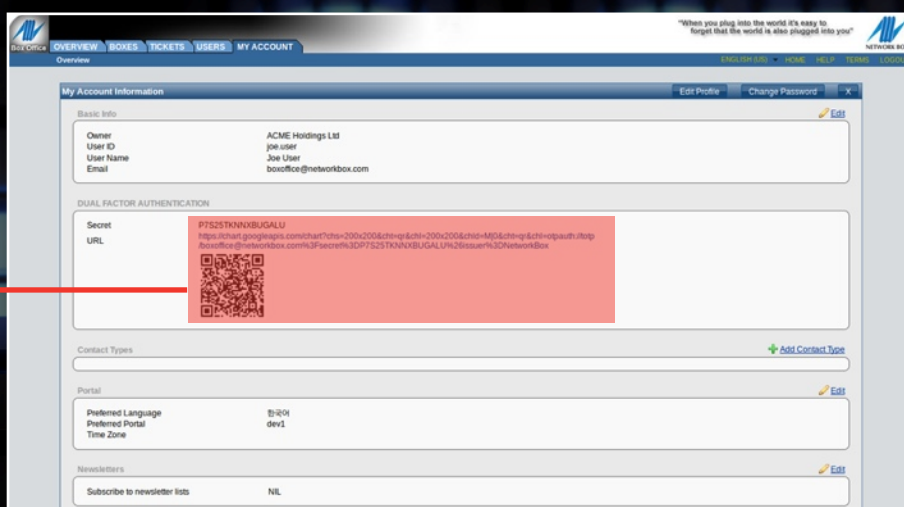 "When you plug into the world it's easy to
forget that the world is also plugged into you"
Box Office
NETWORK BO
OVERVIEW BOXES TICKETS USERS MY ACCOUNT
Overview
ENGLISH (US) HOME HELP TERMS LOGOU
My Account Information Edit Profile Change Password X
Basic Info Edit
Owner ACME Holdings Ltd
User ID joe.user
User Name Joe User
Email boxoffice@networkbox.com
DUAL FACTOR AUTHENTICATION
Secret P7S25TKNNXBUGALU
URL https://chart.googleapis.com/chart?chs=200x200&cht=qr&chl=200x200&chld=M|0&cht=qr&chl=otpauth://totp
/boxoffice@networkbox.com%3Fsecret%3DP7S25TKNNXBUGALU%26issuer%3DNetworkBox
Contact Types Add Contact Type
Portal Edit
Preferred Language 한국어
Preferred Portal dev1
Time Zone
Newsletters Edit
Subscribe to newsletter lists NIL